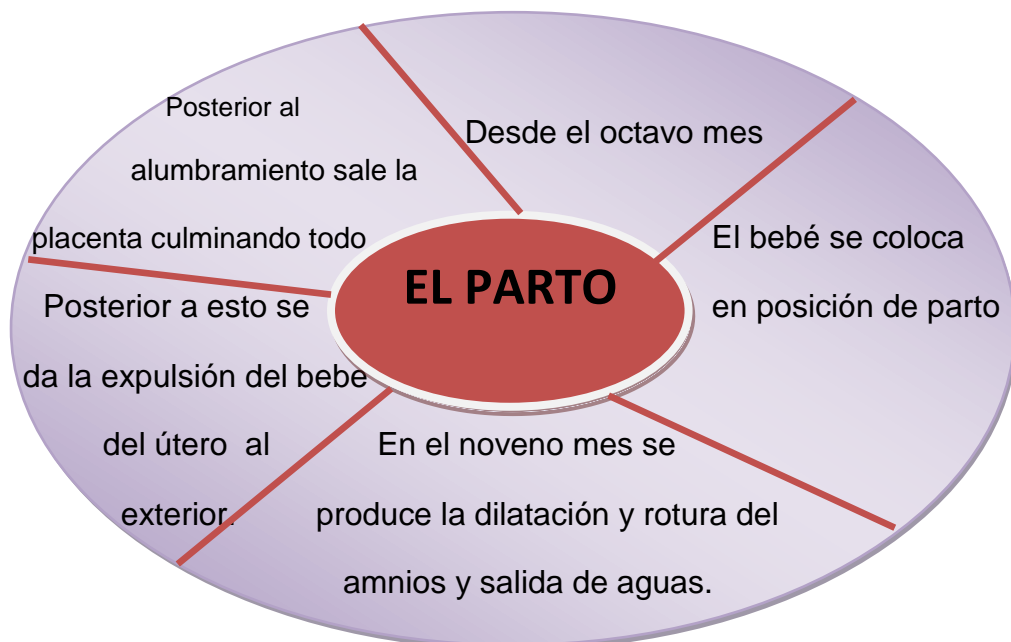 EL PARTO
Desde el octavo mes
El bebé se coloca
en posición de parto
En el noveno mes se
produce la dilatación y rotura del
amnios y salida de aguas.
Posterior a esto se
da la expulsión del bebe
del útero al
exterior.
Posterior al
alumbramiento sale la
placenta culminando todo